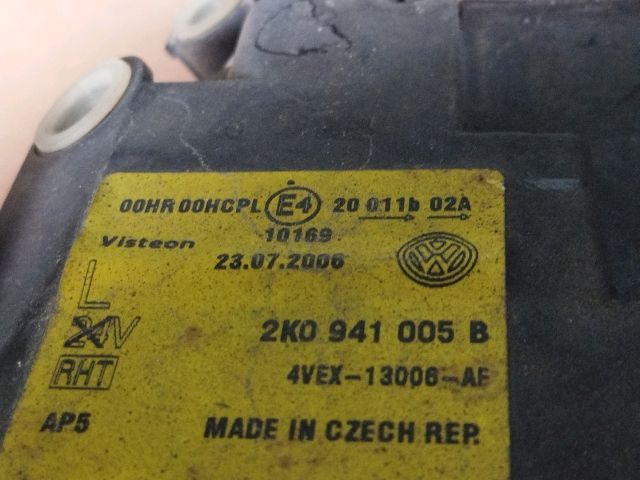 00HR 00HCPL E4 20 011b 02A
10169
Visteon
23.07.2006
L
24V
2K0 941 005 B
RHT
4VEX-13006-AF
AP5 MADE IN CZECH REP.